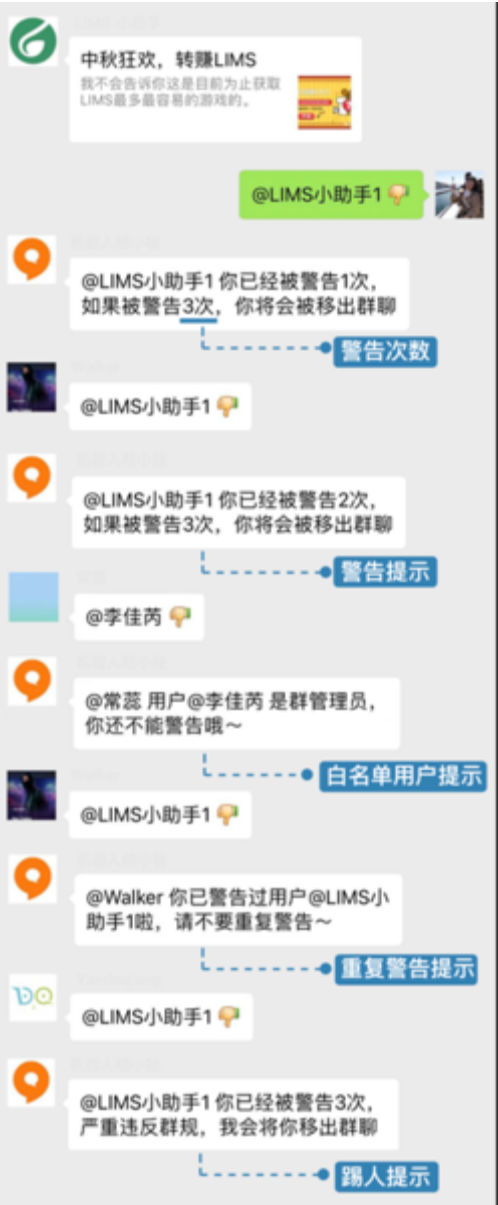 中秋狂欢，转赚LIMS
我不会告诉你这是目前为止获取
LIMS最多最容易的游戏的。
@LIMS小助手1 👎
@LIMS小助手1 你已经被警告1次，
如果被警告3次，你将会被移出群聊
警告次数
@LIMS小助手1 👎
@LIMS小助手1 你已经被警告2次，
如果被警告3次，你将会被移出群聊
警告提示
@李佳芮 👎
@常蕊 用户@李佳芮 是群管理员，
你还不能警告哦～
白名单用户提示
@LIMS小助手1 👎
@Walker 你已警告过用户@LIMS小
助手1啦，请不要重复警告～
重复警告提示
@LIMS小助手1 👎
@LIMS小助手1 你已经被警告3次，
严重违反群规，我会将你移出群聊
踢人提示